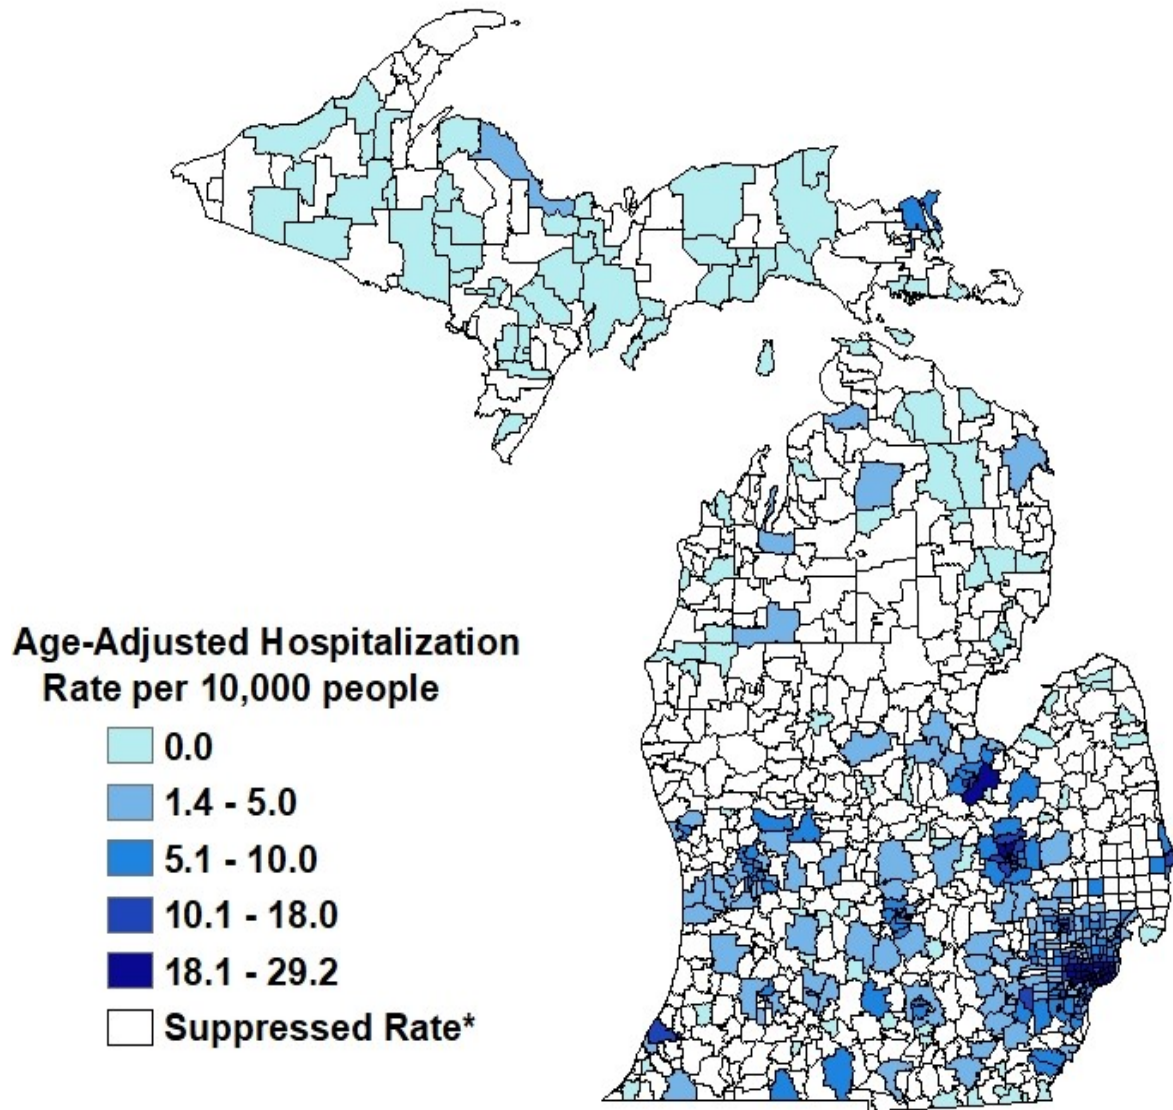 Age-Adjusted Hospitalization
Rate per 10,000 people
0.0
1.4 - 5.0
5.1 - 10.0
10.1 - 18.0
18.1 - 29.2
Suppressed Rate*